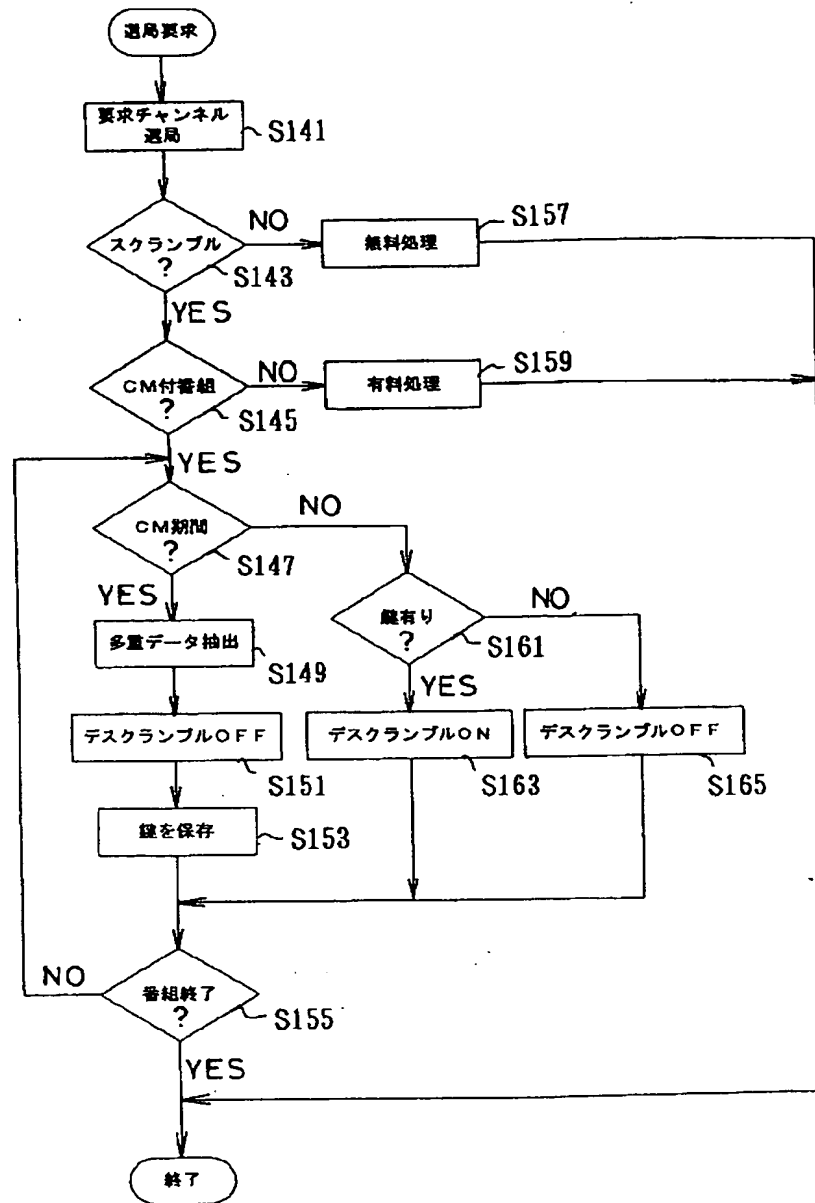 選局要求
要求チャンネル
選局
S141
スクランブル
?
S143
NO
無料処理
S157
YES
CM付番組
?
S145
NO
有料処理
S159
YES
CM期間
?
S147
NO
YES
鍵有り
?
S161
NO
YES
多重データ抽出
S149
デスクランブルOFF
S151
デスクランブルON
S163
デスクランブルOFF
S165
鍵を保存
S153
番組終了
?
S155
NO
YES
終了